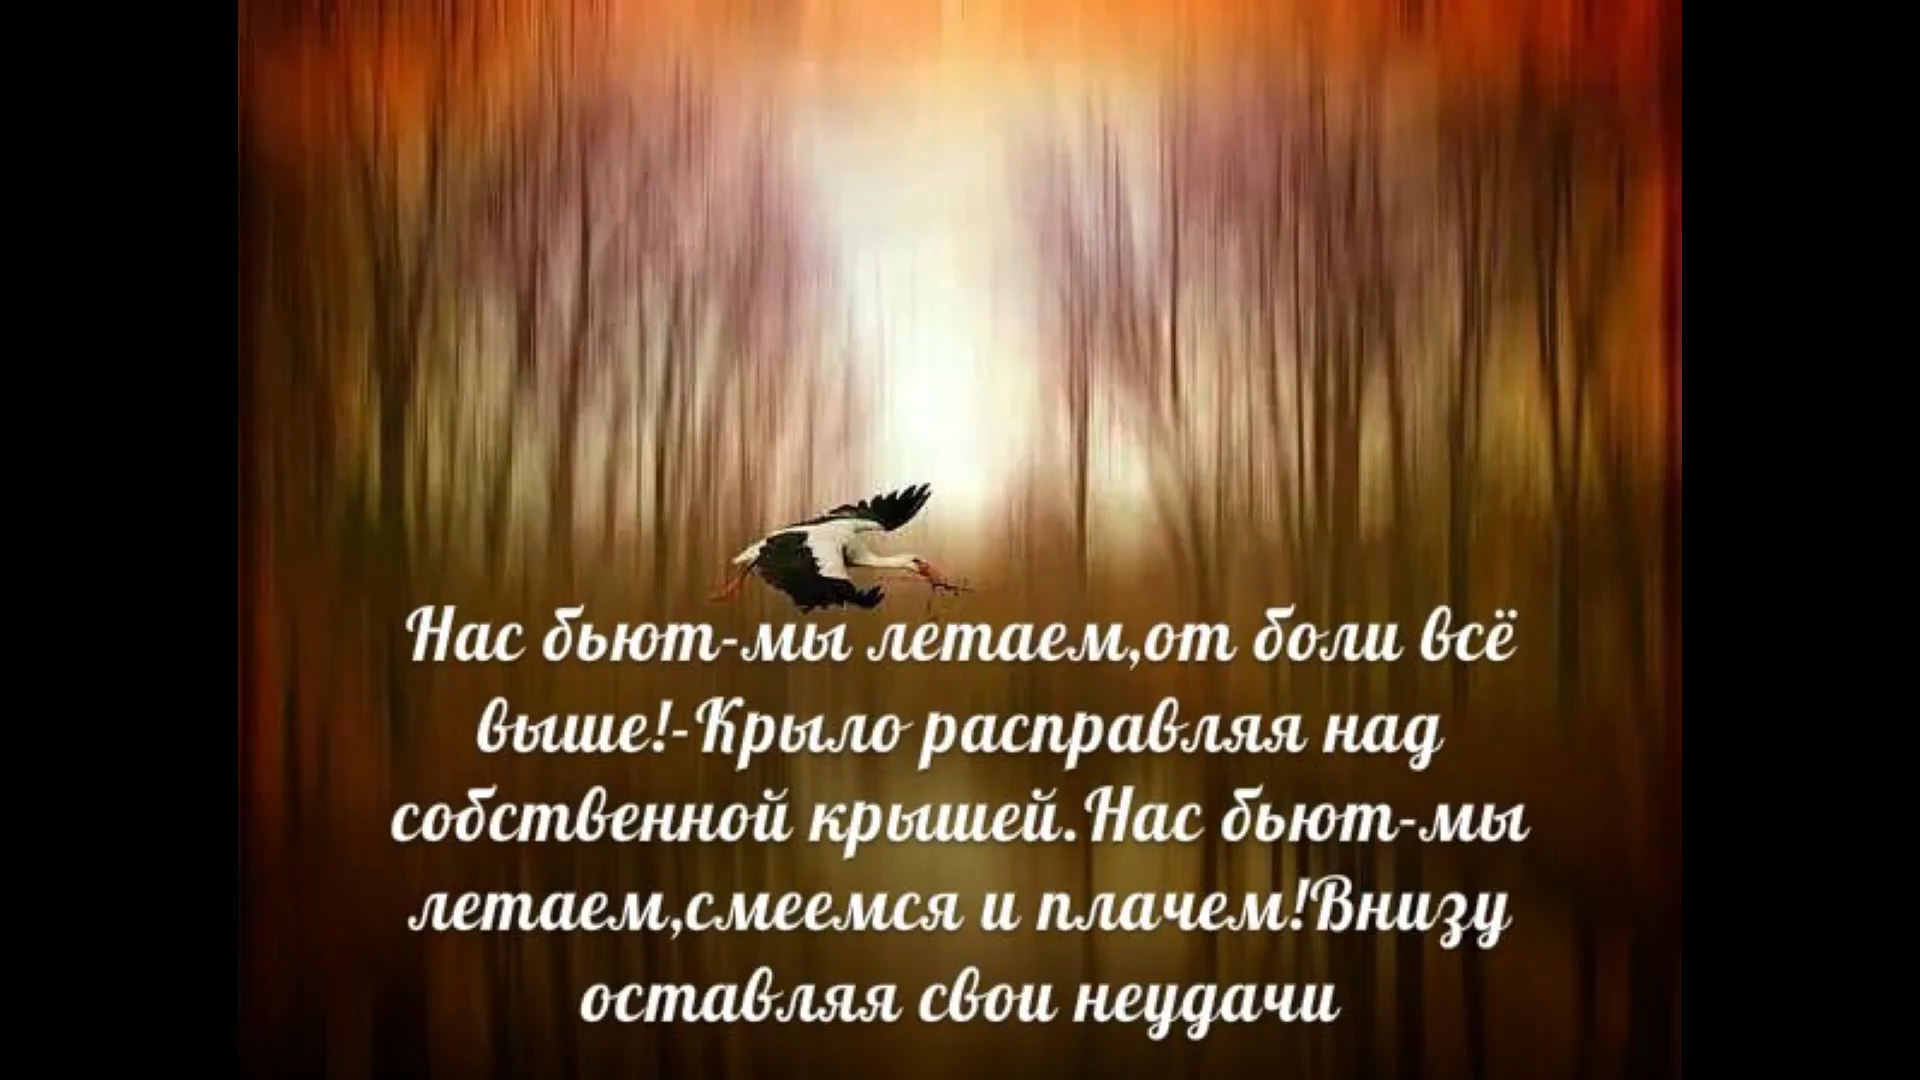 Нас бьют-мы летаем,от боли всё
выше!-Крыло расправляя над
собственной крышей.Нас бьют-мы
летаем,смеемся и плачем!Внизу
оставляя свои неудачи